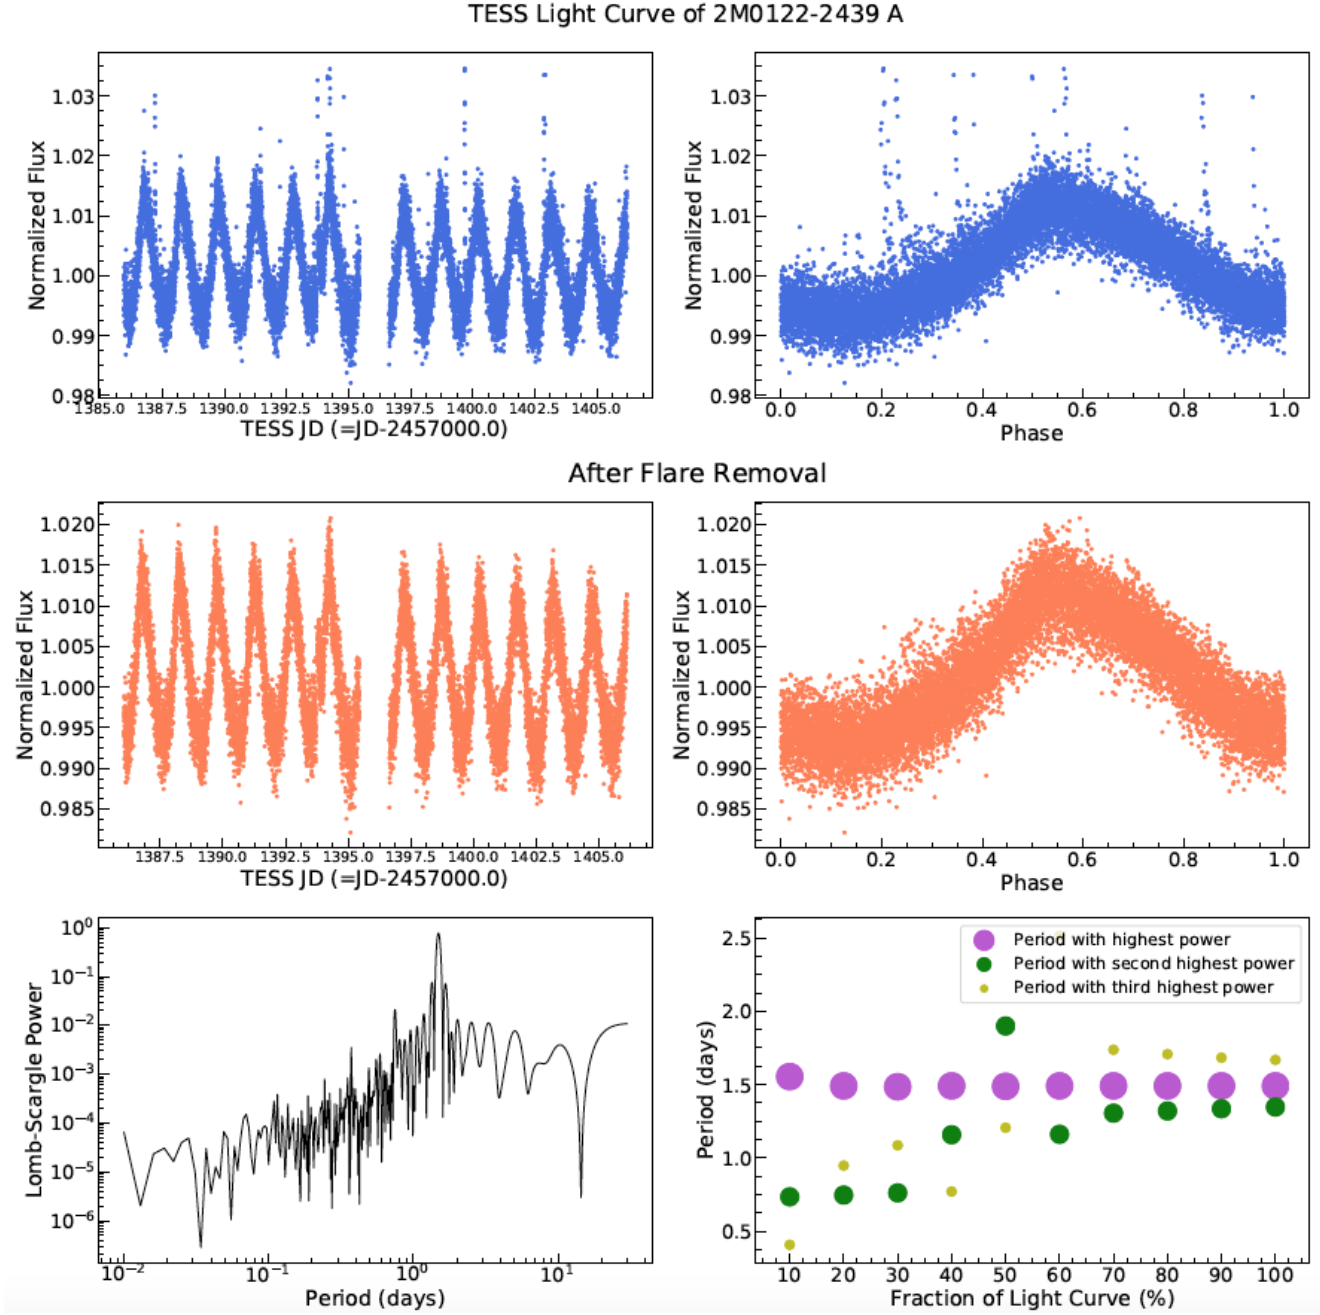 TESS Light Curve of 2M0122-2439 A
Normalized Flux
1.03
1.02
1.01
1.00
0.99
0.98
1385.0 1387.5 1390.0 1392.5 1395.0 1397.5 1400.0 1402.5 1405.0
TESS JD (=JD-2457000.0)
Normalized Flux
1.03
1.02
1.01
1.00
0.99
0.98
0.0 0.2 0.4 0.6 0.8 1.0
Phase
After Flare Removal
Normalized Flux
1.020
1.015
1.010
1.005
1.000
0.995
0.990
0.985
1387.5 1390.0 1392.5 1395.0 1397.5 1400.0 1402.5 1405.0
TESS JD (=JD-2457000.0)
Normalized Flux
1.020
1.015
1.010
1.005
1.000
0.995
0.990
0.985
0.0 0.2 0.4 0.6 0.8 1.0
Phase
Lomb-Scargle Power
10⁰
10⁻¹
10⁻²
10⁻³
10⁻⁴
10⁻⁵
10⁻⁶
10⁻² 10⁻¹ 10⁰ 10¹
Period (days)
Period (days)
2.5
2.0
1.5
1.0
0.5
Period with highest power
Period with second highest power
Period with third highest power
10 20 30 40 50 60 70 80 90 100
Fraction of Light Curve (%)